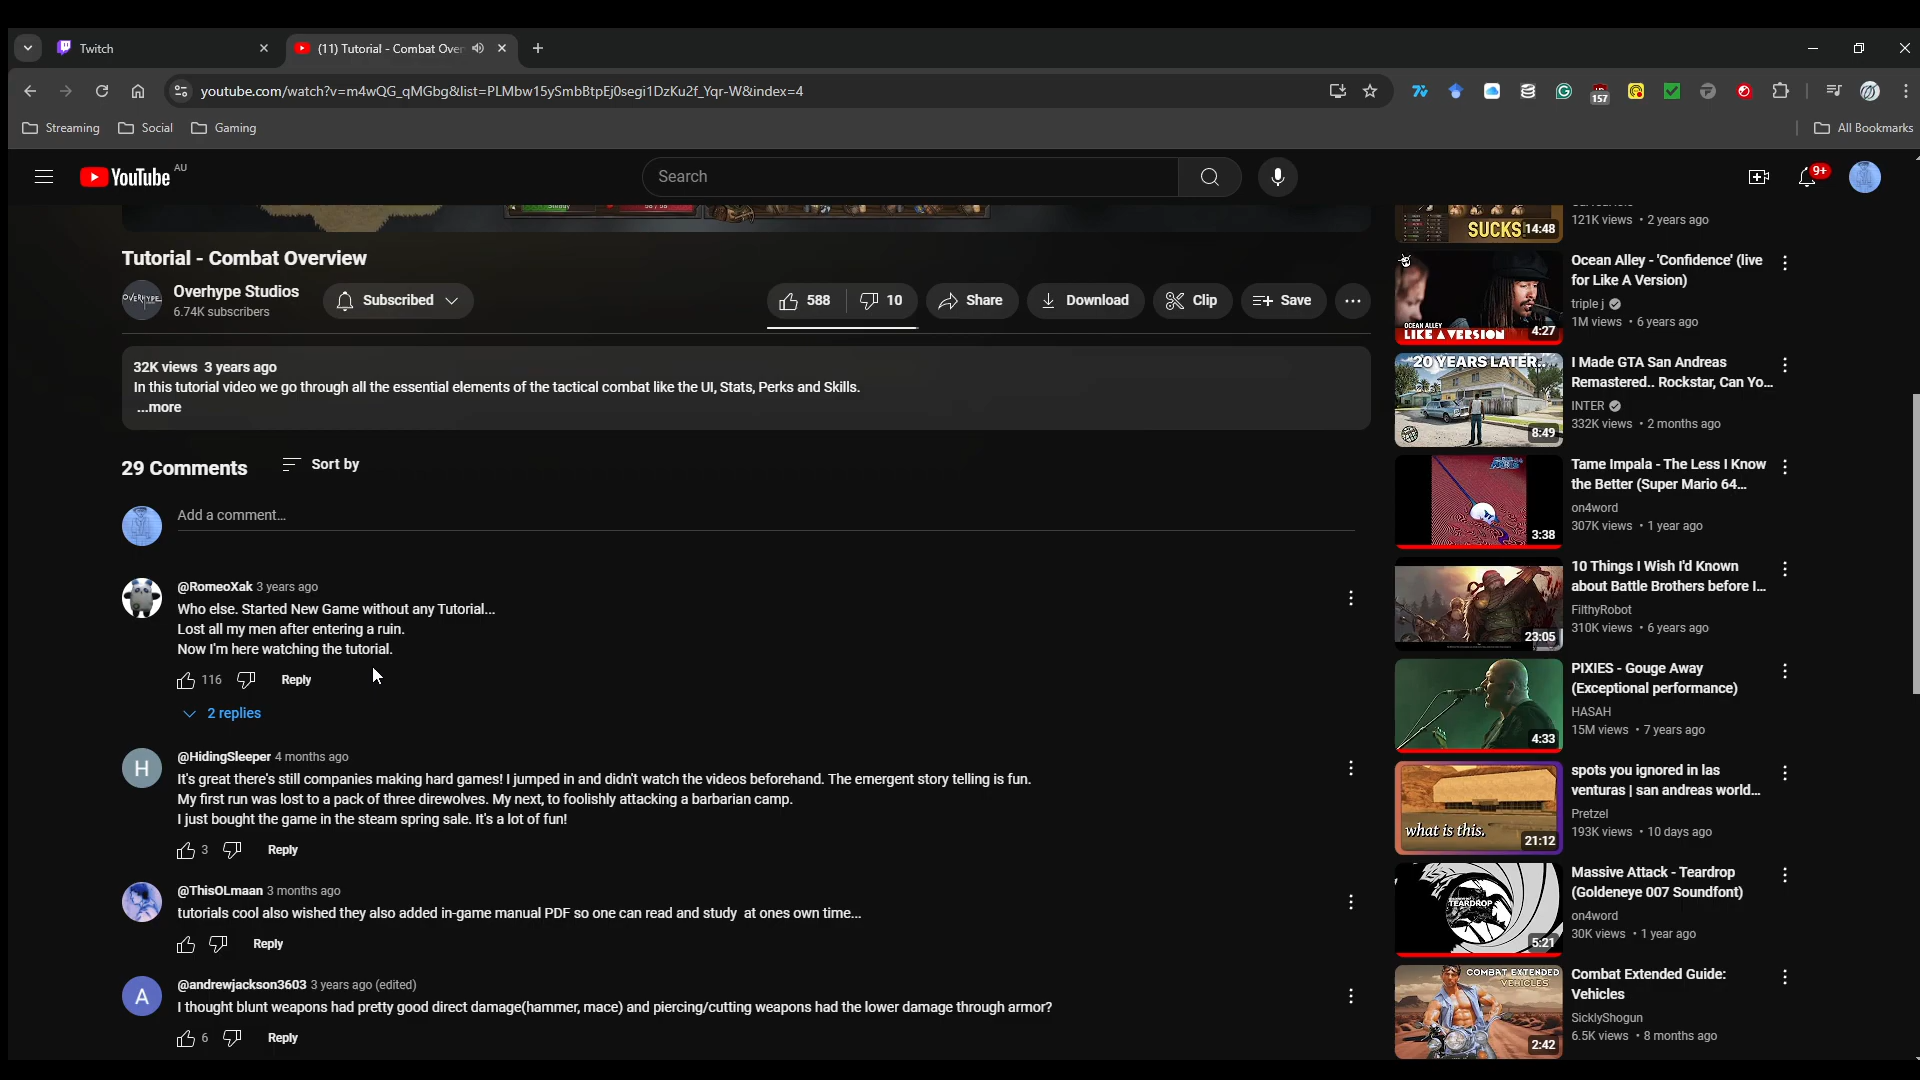 Twitch
(11) Tutorial - Combat Over
youtube.com/watch?v=m4wQG_qMGbg&list=PLMbw15ySmbBtpEj0segi1DzKu2f_Yqr-W&index=4
157
Streaming
Social
Gaming
All Bookmarks
YouTube
AU
Search
9+
Tutorial - Combat Overview
OVERHYPE
Overhype Studios
6.74K subscribers
Subscribed
588
10
Share
Download
Clip
Save
32K views 3 years ago
In this tutorial video we go through all the essential elements of the tactical combat like the UI, Stats, Perks and Skills.
...more
29 Comments
Sort by
Add a comment...
@RomeoXak 3 years ago
Who else. Started New Game without any Tutorial...
Lost all my men after entering a ruin.
Now I'm here watching the tutorial.
116
Reply
2 replies
H
@HidingSleeper 4 months ago
It's great there's still companies making hard games! I jumped in and didn't watch the videos beforehand. The emergent story telling is fun.
My first run was lost to a pack of three direwolves. My next, to foolishly attacking a barbarian camp.
I just bought the game in the steam spring sale. It's a lot of fun!
3
Reply
@ThisOLmaan 3 months ago
tutorials cool also wished they also added in-game manual PDF so one can read and study at ones own time...
Reply
A
@andrewjackson3603 3 years ago (edited)
I thought blunt weapons had pretty good direct damage(hammer, mace) and piercing/cutting weapons had the lower damage through armor?
6
Reply
SUCKS
14:48
121K views • 2 years ago
OCEAN ALLEY
LIKE A VERSION
4:27
Ocean Alley - 'Confidence' (live
for Like A Version)
triple j
1M views • 6 years ago
20 YEARS LATER..
8:49
I Made GTA San Andreas
Remastered.. Rockstar, Can Yo...
INTER
332K views • 2 months ago
3:38
Tame Impala - The Less I Know
the Better (Super Mario 64...
on4word
307K views • 1 year ago
23:05
10 Things I Wish I'd Known
about Battle Brothers before I...
FilthyRobot
310K views • 6 years ago
4:33
PIXIES - Gouge Away
(Exceptional performance)
HASAH
15M views • 7 years ago
what is this.
21:12
spots you ignored in las
venturas | san andreas world...
Pretzel
193K views • 10 days ago
TEARDROP
5:21
Massive Attack - Teardrop
(Goldeneye 007 Soundfont)
on4word
30K views • 1 year ago
COMBAT EXTENDED
VEHICLES
2:42
Combat Extended Guide:
Vehicles
SicklyShogun
6.5K views • 8 months ago